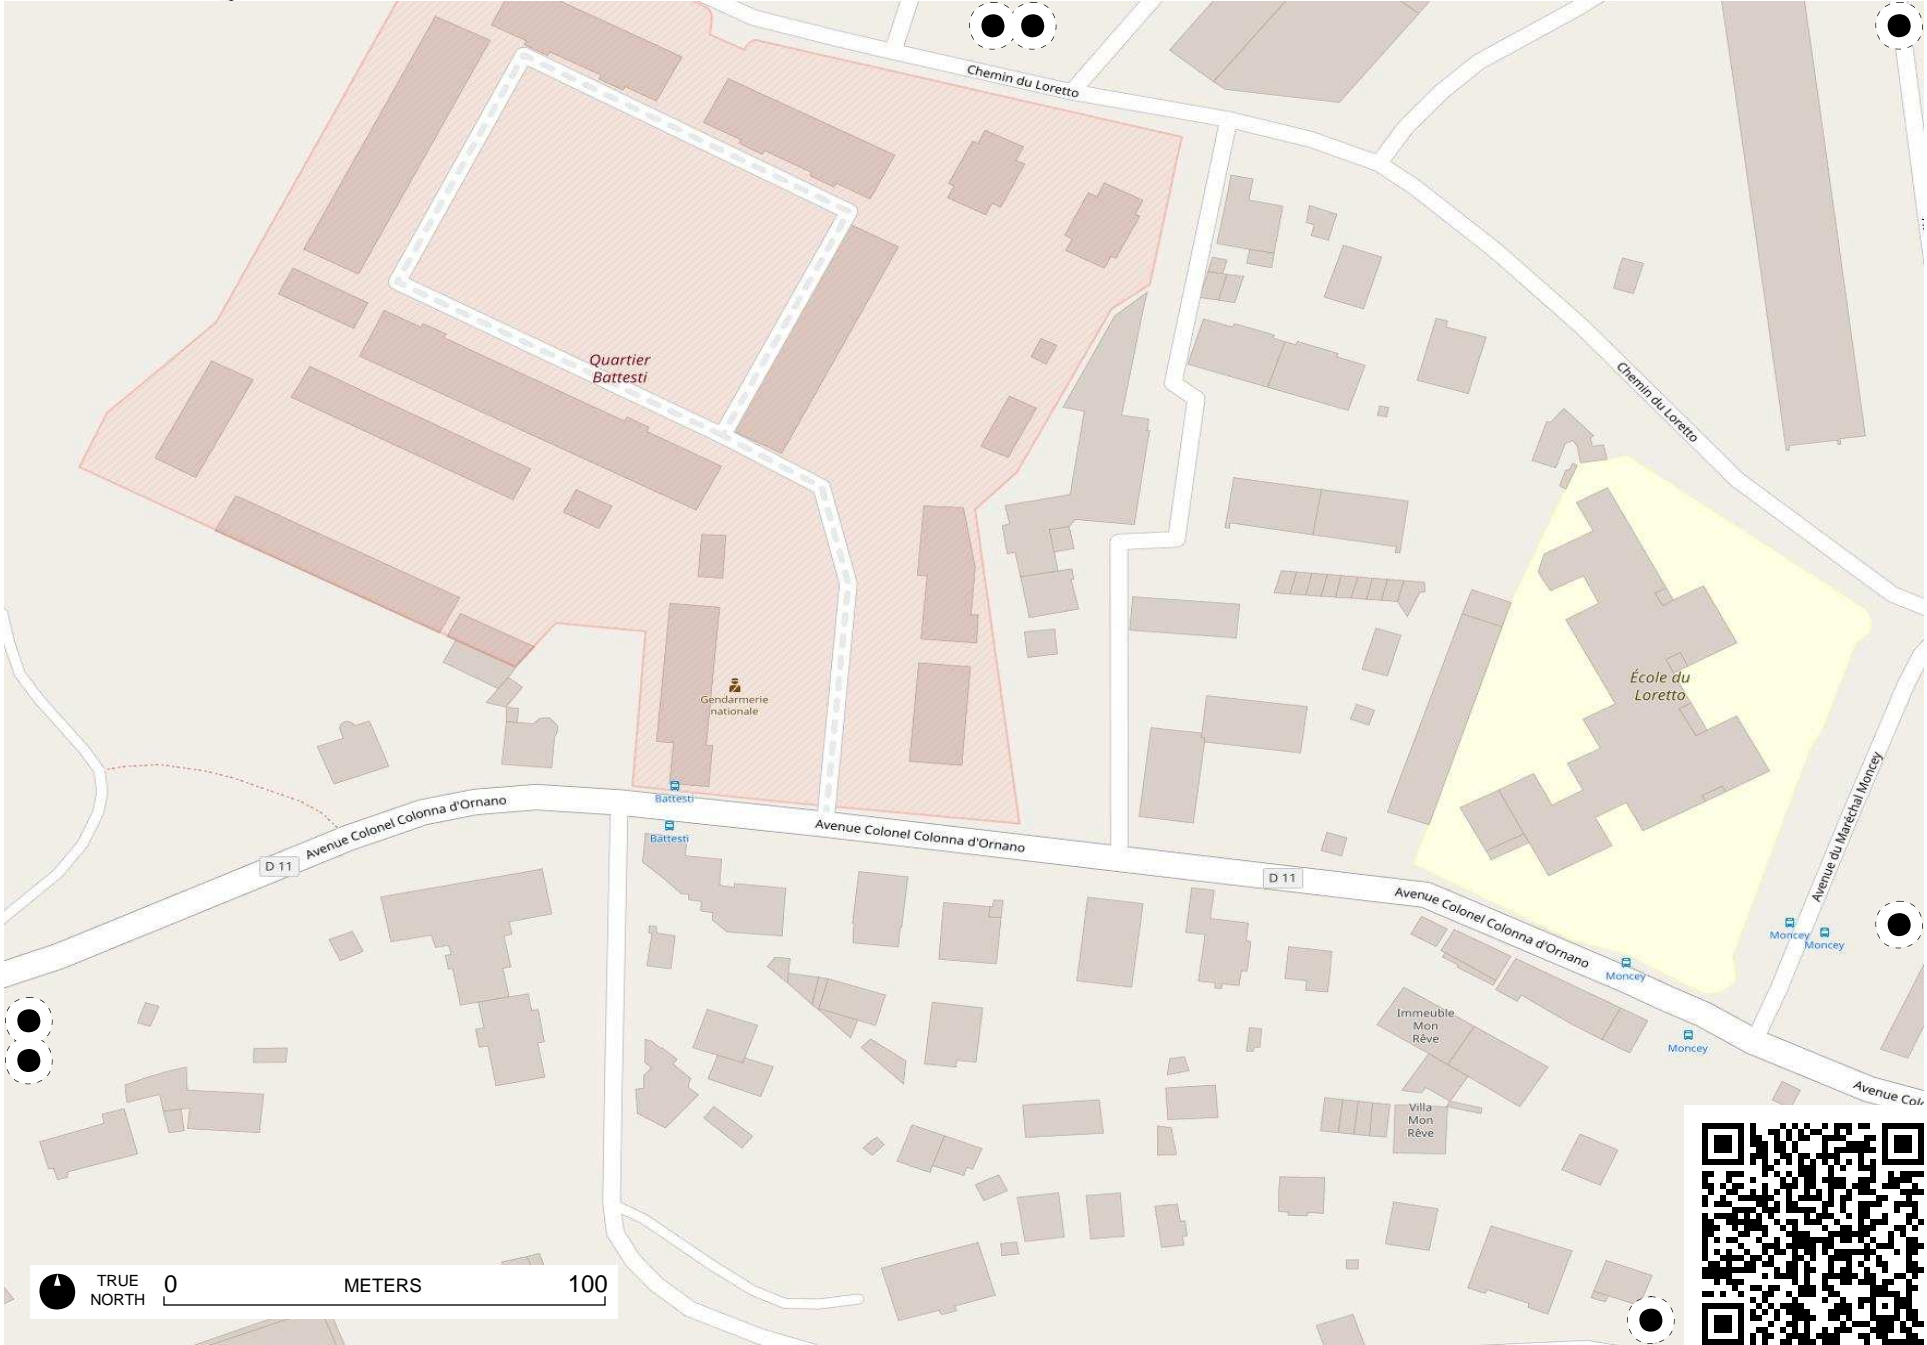 Chemin du Loretto
Quartier
Battesti
Chemin du Loretto
École du
Loretto
Gendarmerie
nationale
Battesti
Avenue Colonel Colonna d'Ornano
Battesti
Avenue Colonel Colonna d'Ornano
D 11
D 11
Avenue du Maréchal Moncey
Avenue Colonel Colonna d'Ornano
Moncey
Moncey
Moncey
Immeuble
Mon
Rêve
Moncey
Avenue Col
Villa
Mon
Rêve
TRUE
NORTH
0 METERS 100